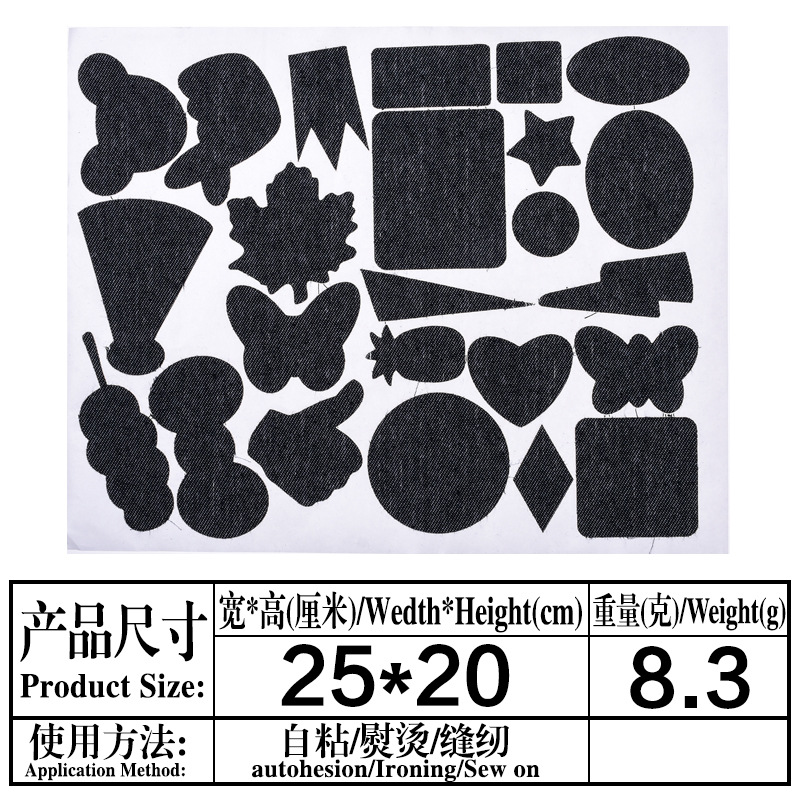 产品尺寸
Product Size:
宽*高(厘米)/Wedth*Height(cm)
重量(克)/Weight(g)
25*20
8.3
使用方法:
Application Method:
自粘/熨烫/缝纫
autohesion/Ironing/Sew on